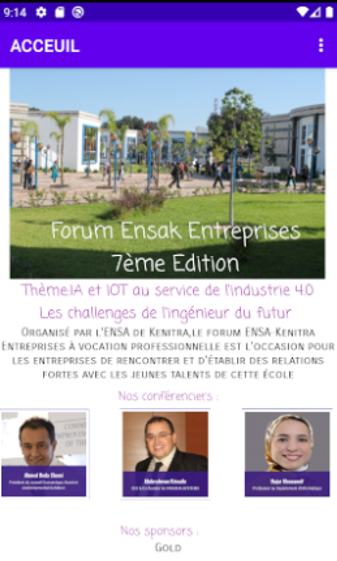 9:14
ACCEUIL
Forum Ensak Entreprises
7ème Edition
Thème:IA et IOT au service de l'industrie 4.0
Les challenges de l'ingénieur du futur
Organisé par l'ENSA de Kenitra,le forum ENSA-Kenitra
Entreprises à vocation professionnelle est l'occasion pour
les entreprises de rencontrer et d'établir des relations
fortes avec les jeunes talents de cette école
Nos conférenciers :
Nos sponsors :
Gold